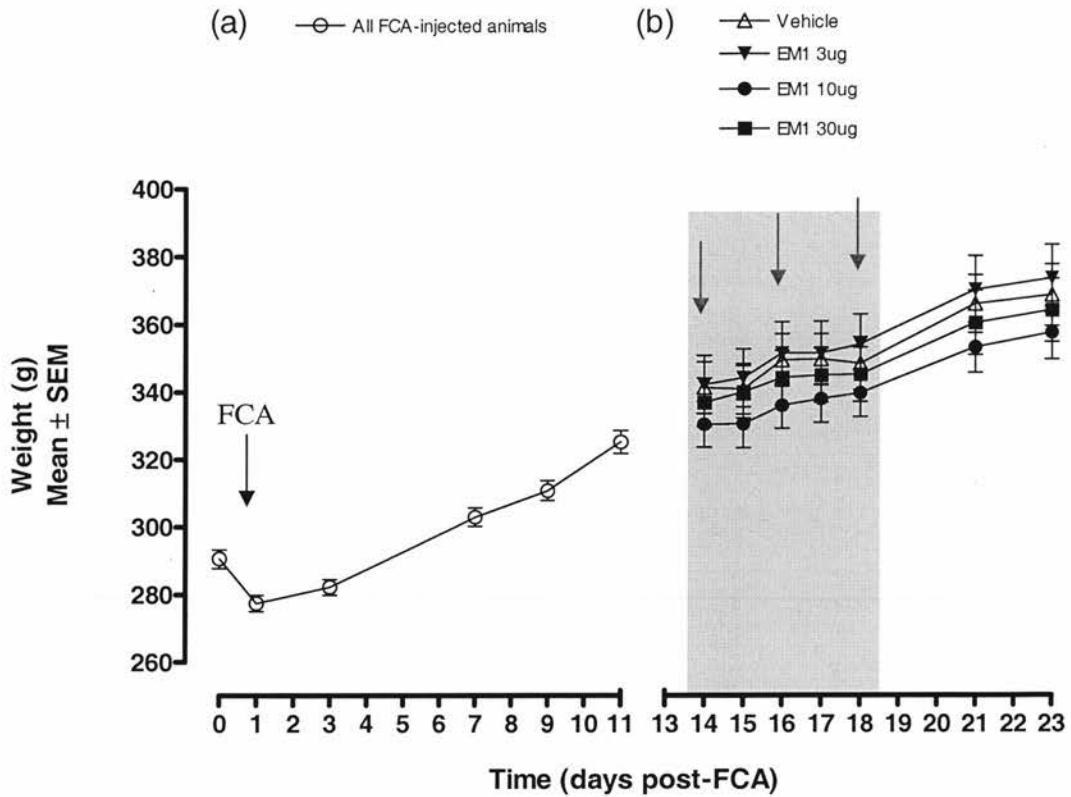 (a)
All FCA-injected animals
(b)
Vehicle
EM1 3ug
EM1 10ug
EM1 30ug
Weight (g)
Mean ± SEM
400
380
360
340
320
300
280
260
FCA
0 1 2 3 4 5 6 7 8 9 10 11
13 14 15 16 17 18 19 20 21 22 23
Time (days post-FCA)